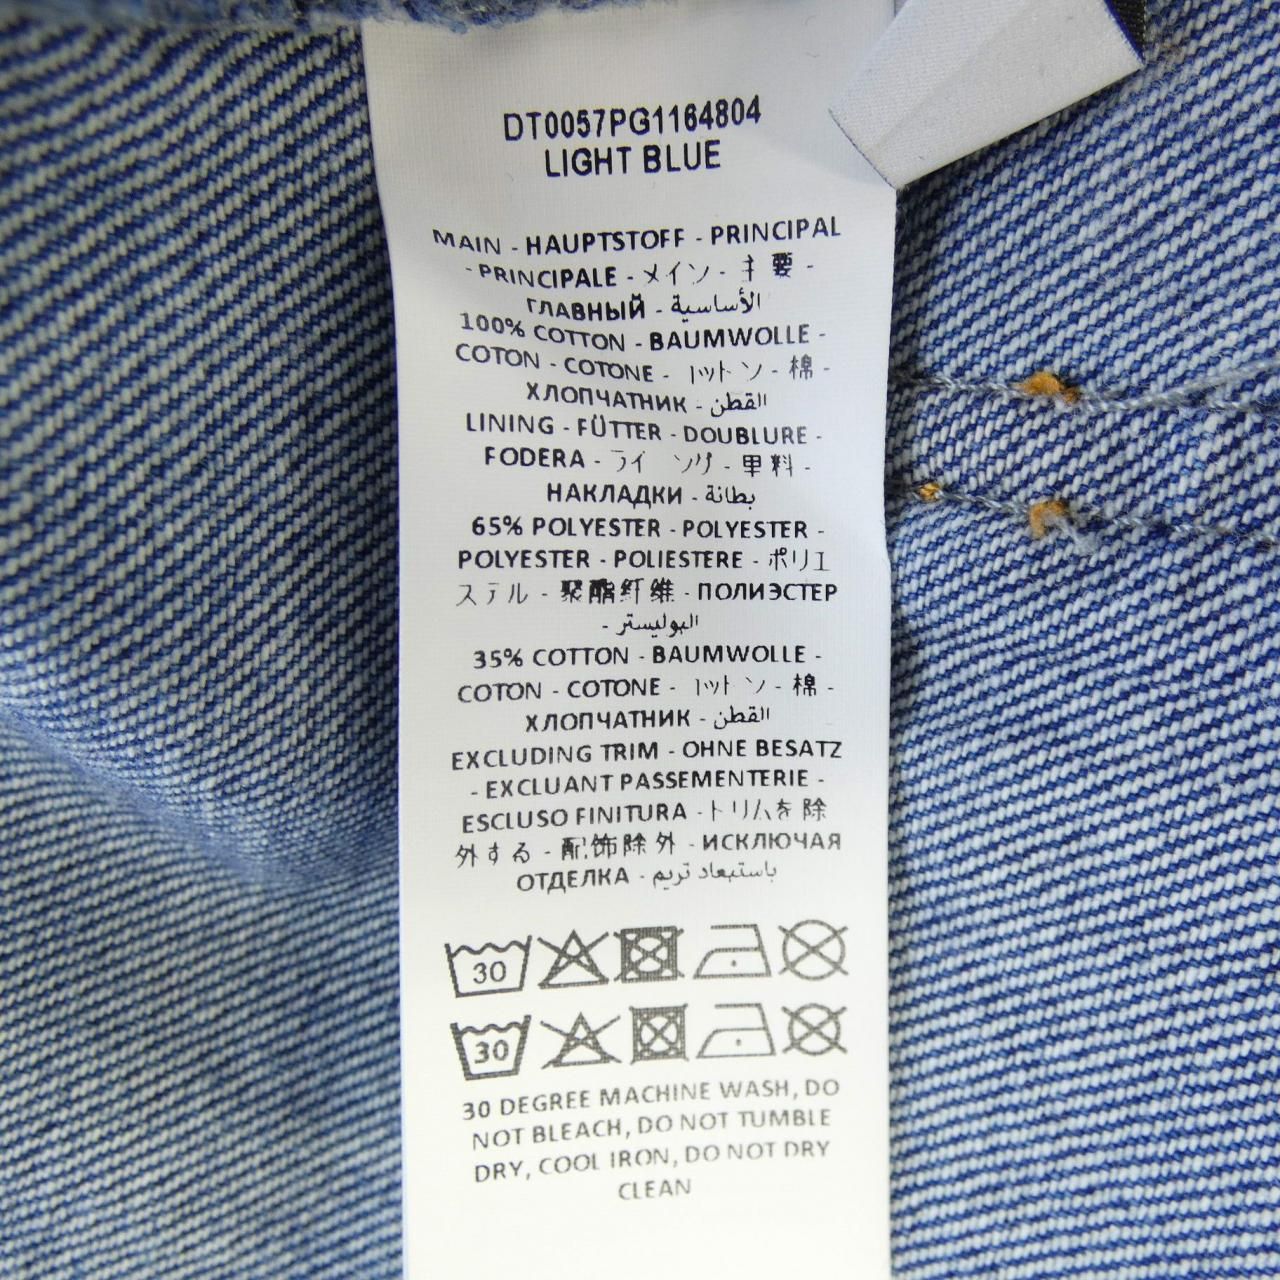 DT0057PG1164804
LIGHT BLUE
MAIN - HAUPTSTOFF - PRINCIPAL
- PRINCIPALE - メイン - 主要 -
ГЛАВНЫЙ - الأساسية
100% COTTON - BAUMWOLLE -
COTON - COTONE - コットン - 棉 -
ХЛОПЧАТНИК - القطن
LINING - FÜTTER - DOUBLURE -
FODERA - ライニング - 里料 -
НАКЛАДКИ - بطانة
65% POLYESTER - POLYESTER -
POLYESTER - POLIESTERE - ポリエ
ステル - 聚酯纤维 - ПОЛИЭСТЕР
- البوليستر
35% COTTON - BAUMWOLLE -
COTON - COTONE - コットン - 棉 -
ХЛОПЧАТНИК - القطن
EXCLUDING TRIM - OHNE BESATZ
- EXCLUANT PASSEMENTERIE -
ESCLUSO FINITURA - トリムを除
外する - 配饰除外 - ИСКЛЮЧАЯ
ОТДЕЛКА - باستبعاد تريم
30
30
30 DEGREE MACHINE WASH, DO
NOT BLEACH, DO NOT TUMBLE
DRY, COOL IRON, DO NOT DRY
CLEAN